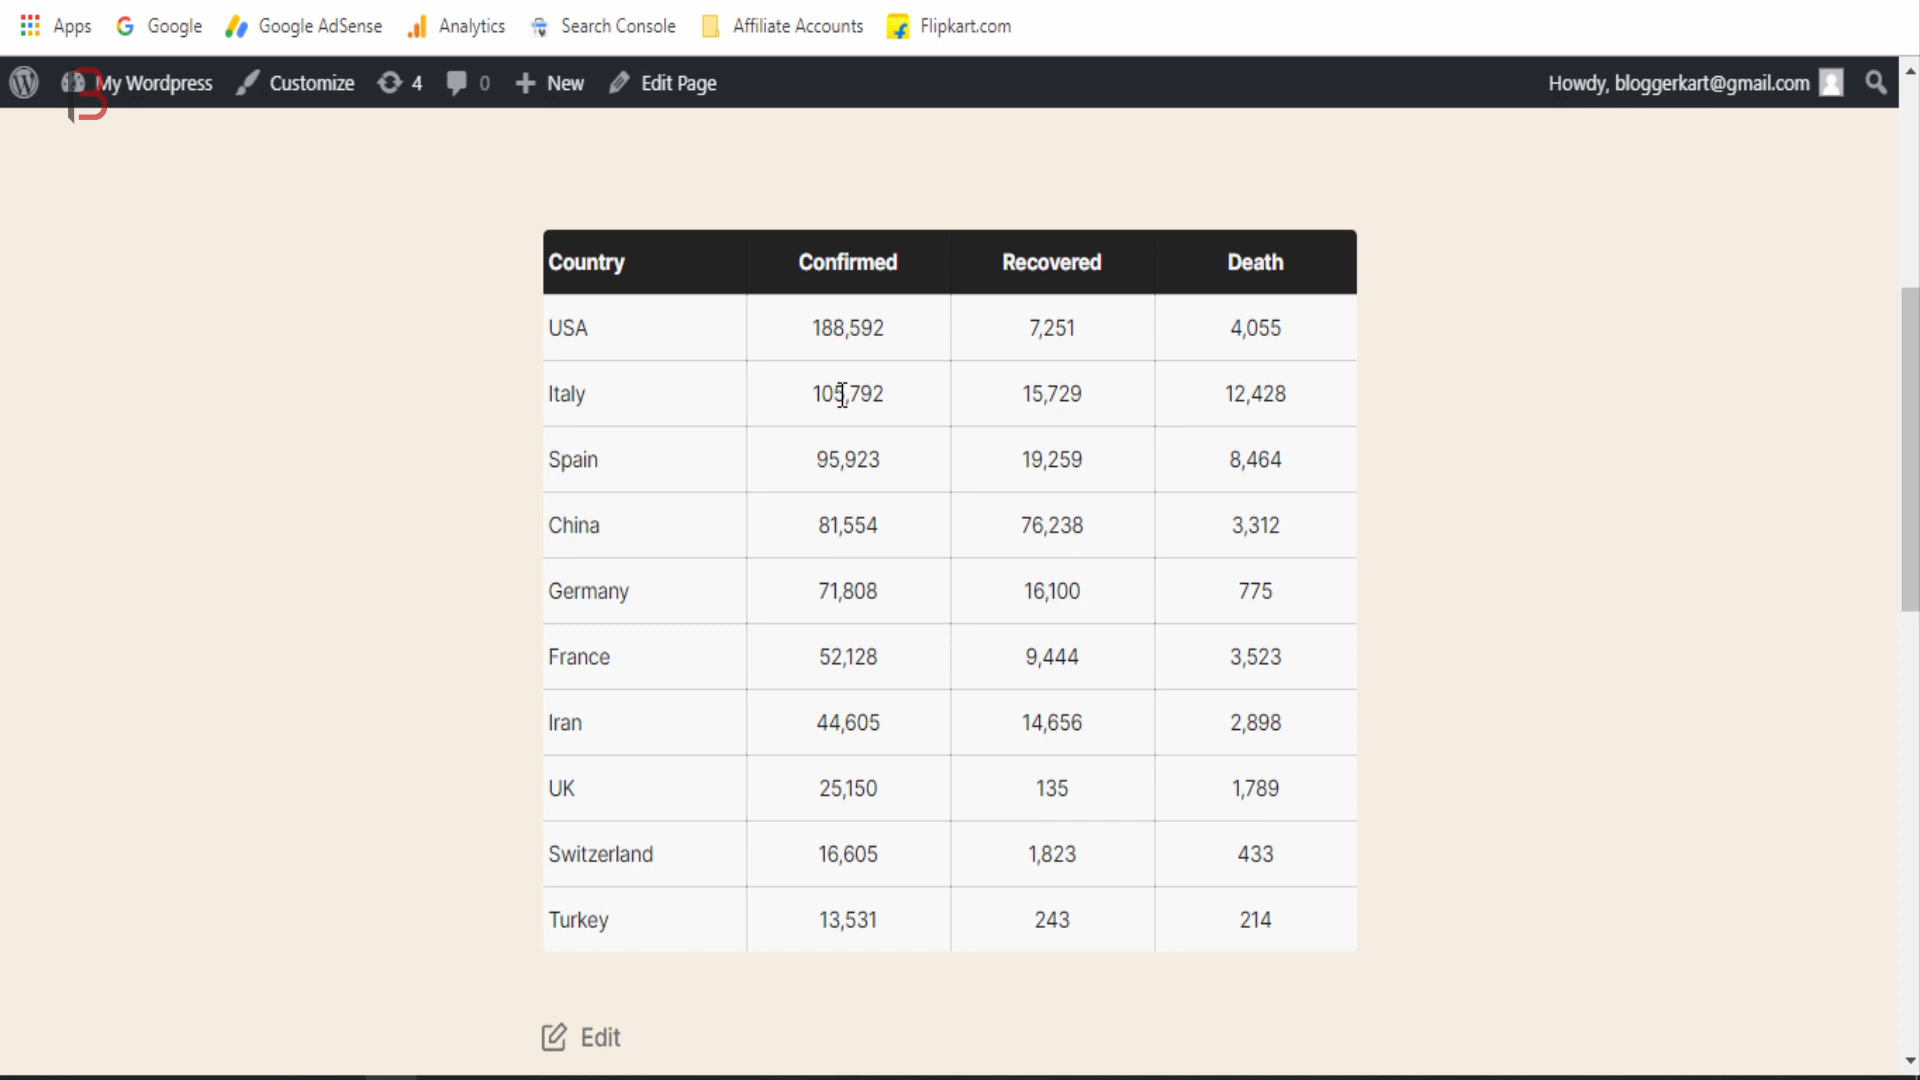 Apps Google Google AdSense Analytics Search Console Affiliate Accounts Flipkart.com
My Wordpress Customize 4 0 New Edit Page Howdy, bloggerkart@gmail.com
B
Country Confirmed Recovered Death
USA 188,592 7,251 4,055
Italy 105,792 15,729 12,428
Spain 95,923 19,259 8,464
China 81,554 76,238 3,312
Germany 71,808 16,100 775
France 52,128 9,444 3,523
Iran 44,605 14,656 2,898
UK 25,150 135 1,789
Switzerland 16,605 1,823 433
Turkey 13,531 243 214
Edit